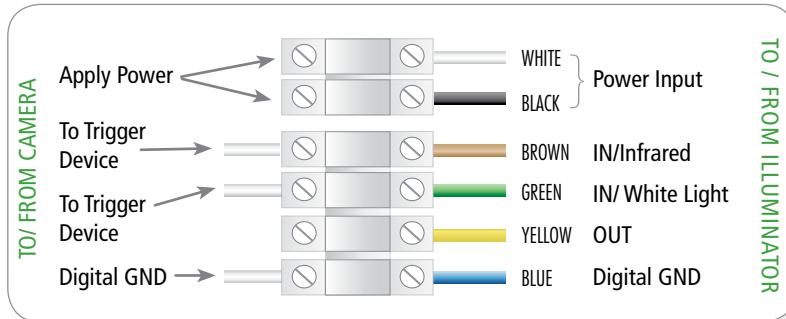 TO/ FROM CAMERA
Apply Power
To Trigger
Device
To Trigger
Device
Digital GND
WHITE
BLACK
Power Input
BROWN IN/Infrared
GREEN IN/ White Light
YELLOW OUT
BLUE Digital GND
TO / FROM ILLUMINATOR